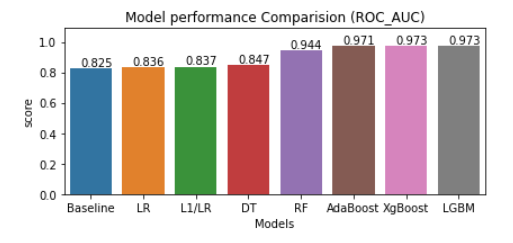 Model performance Comparision (ROC_AUC)
score
1.0
0.8
0.6
0.4
0.2
0.0
0.825 0.836 0.837 0.847 0.944 0.971 0.973 0.973
Baseline LR L1/LR DT RF AdaBoost XgBoost LGBM
Models